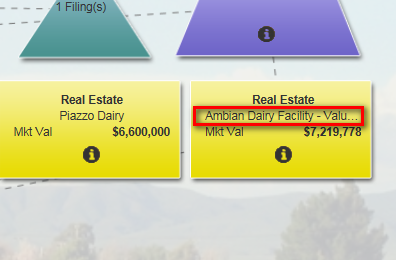 1 Filing(s)
Real Estate
Piazzo Dairy
Mkt Val $6,600,000
Real Estate
Ambian Dairy Facility - Valu...
Mkt Val $7,219,778